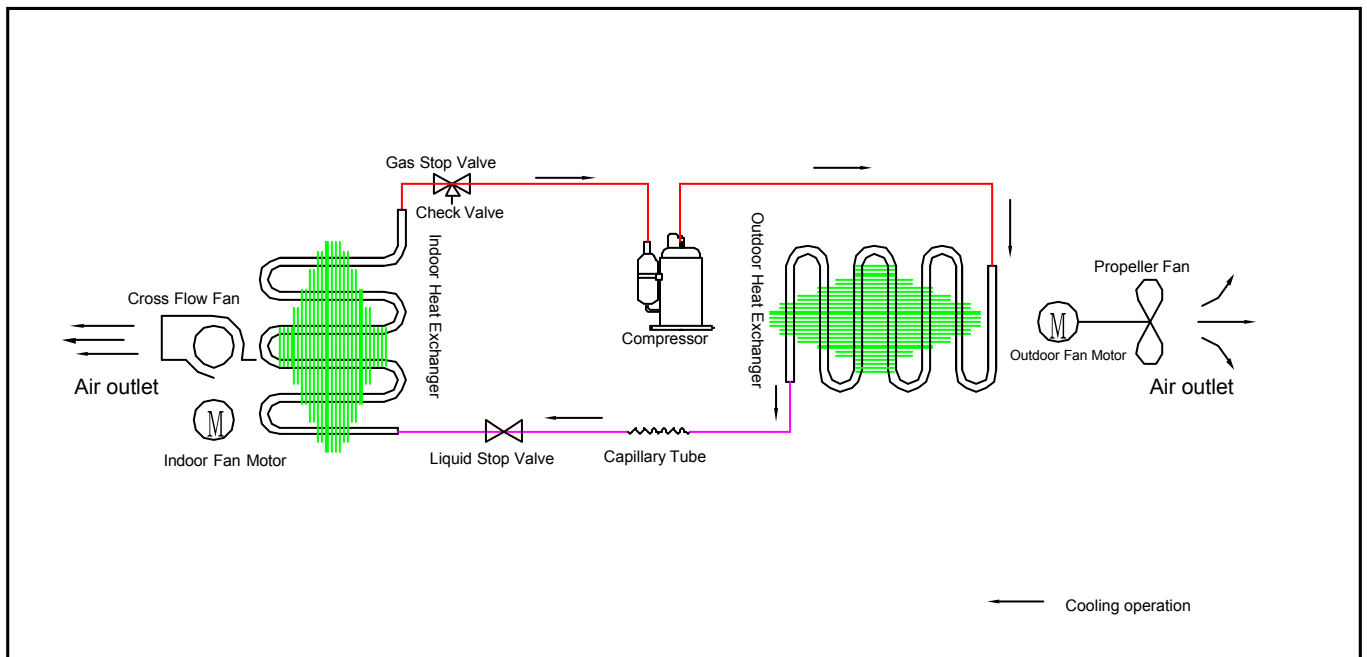 Gas Stop Valve
Check Valve
Indoor Heat Exchanger
Cross Flow Fan
Air outlet
M
Indoor Fan Motor
Liquid Stop Valve
Capillary Tube
Compressor
Outdoor Heat Exchanger
Propeller Fan
M
Outdoor Fan Motor
Air outlet
Cooling operation